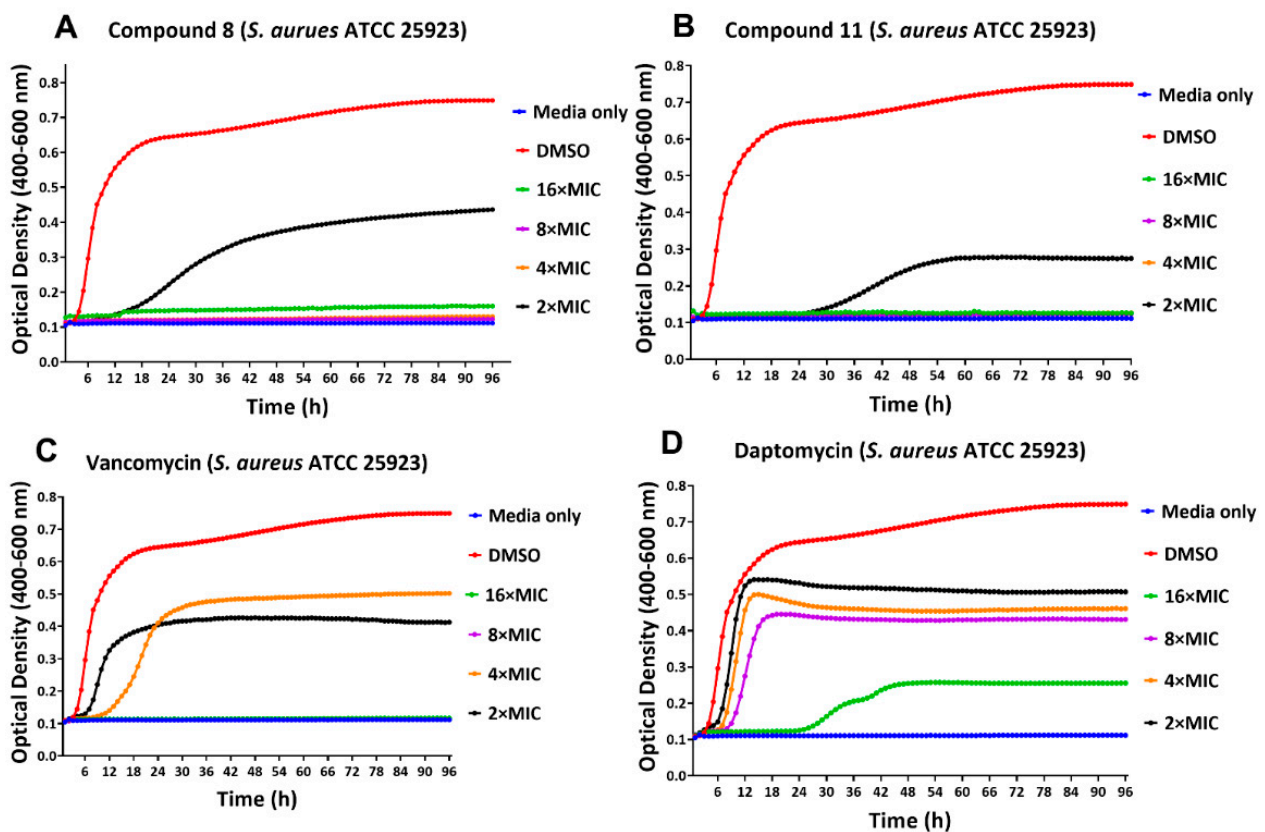 A Compound 8 (S. aurues ATCC 25923)
Optical Density (400-600 nm)
0.8
0.7
0.6
0.5
0.4
0.3
0.2
0.1
0.0
6 12 18 24 30 36 42 48 54 60 66 72 78 84 90 96
Time (h)
Media only
DMSO
16×MIC
8×MIC
4×MIC
2×MIC
B Compound 11 (S. aureus ATCC 25923)
Optical Density (400-600 nm)
0.8
0.7
0.6
0.5
0.4
0.3
0.2
0.1
0.0
6 12 18 24 30 36 42 48 54 60 66 72 78 84 90 96
Time (h)
Media only
DMSO
16×MIC
8×MIC
4×MIC
2×MIC
C Vancomycin (S. aureus ATCC 25923)
Optical Density (400-600 nm)
0.8
0.7
0.6
0.5
0.4
0.3
0.2
0.1
0.0
6 12 18 24 30 36 42 48 54 60 66 72 78 84 90 96
Time (h)
Media only
DMSO
16×MIC
8×MIC
4×MIC
2×MIC
D Daptomycin (S. aureus ATCC 25923)
Optical Density (400-600 nm)
0.8
0.7
0.6
0.5
0.4
0.3
0.2
0.1
0.0
6 12 18 24 30 36 42 48 54 60 66 72 78 84 90 96
Time (h)
Media only
DMSO
16×MIC
8×MIC
4×MIC
2×MIC